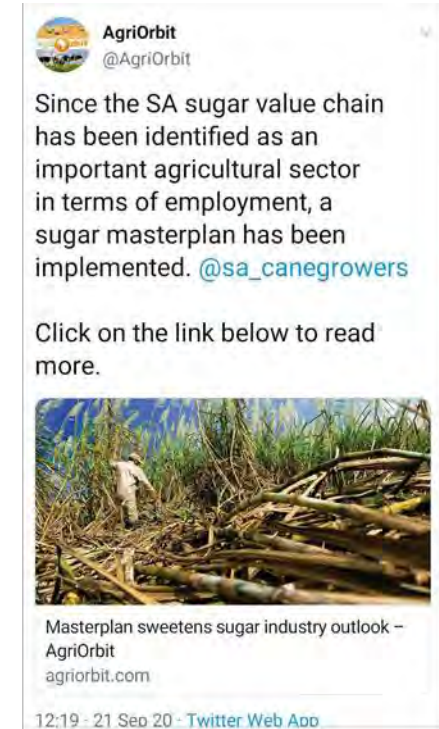 AgriOrbit
@AgriOrbit
Since the SA sugar value chain
has been identified as an
important agricultural sector
in terms of employment, a
sugar masterplan has been
implemented. @sa_canegrowers
Click on the link below to read
more.
Masterplan sweetens sugar industry outlook –
AgriOrbit
agriorbit.com
12:19 · 21 Sep 20 · Twitter Web App